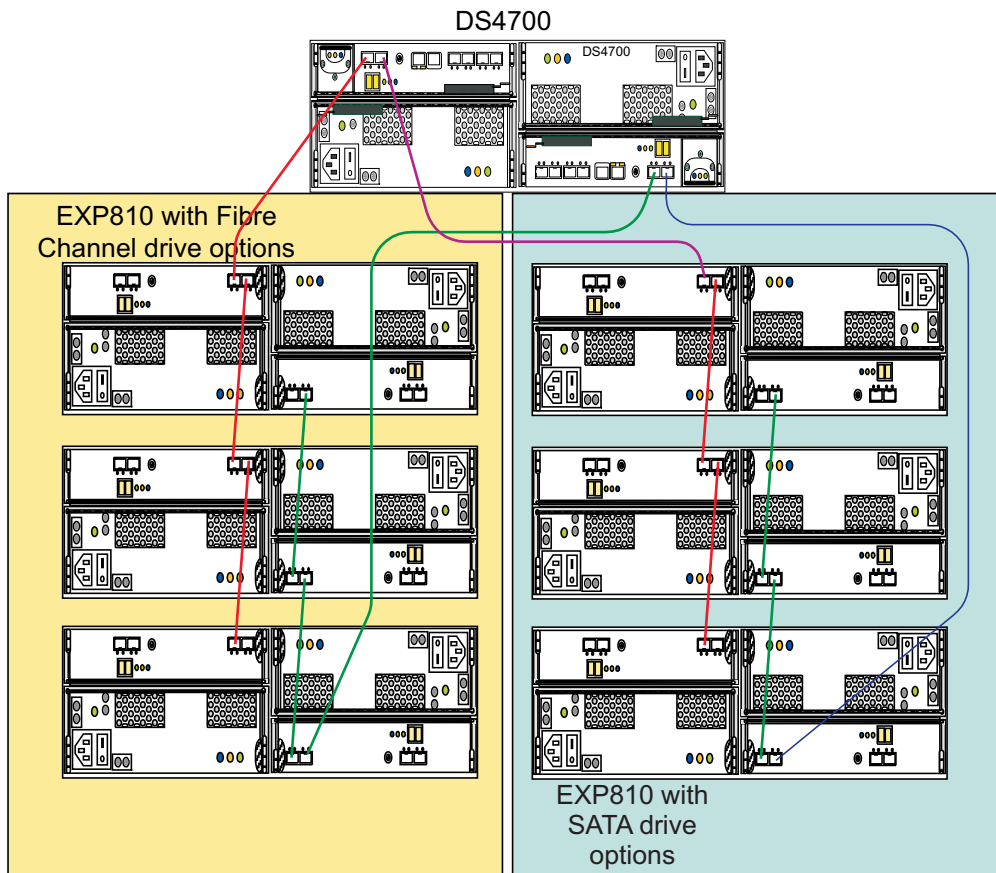 DS4700
DS4700
EXP810 with Fibre
Channel drive options
EXP810 with
SATA drive
options